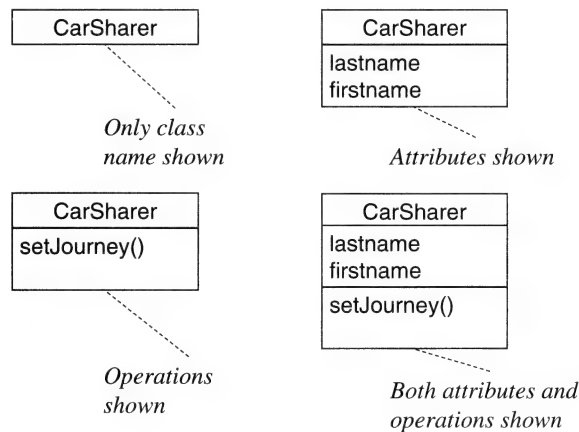 CarSharer
Only class
name shown
CarSharer
lastname
firstname
Attributes shown
CarSharer
setJourney()
Operations
shown
CarSharer
lastname
firstname
setJourney()
Both attributes and
operations shown